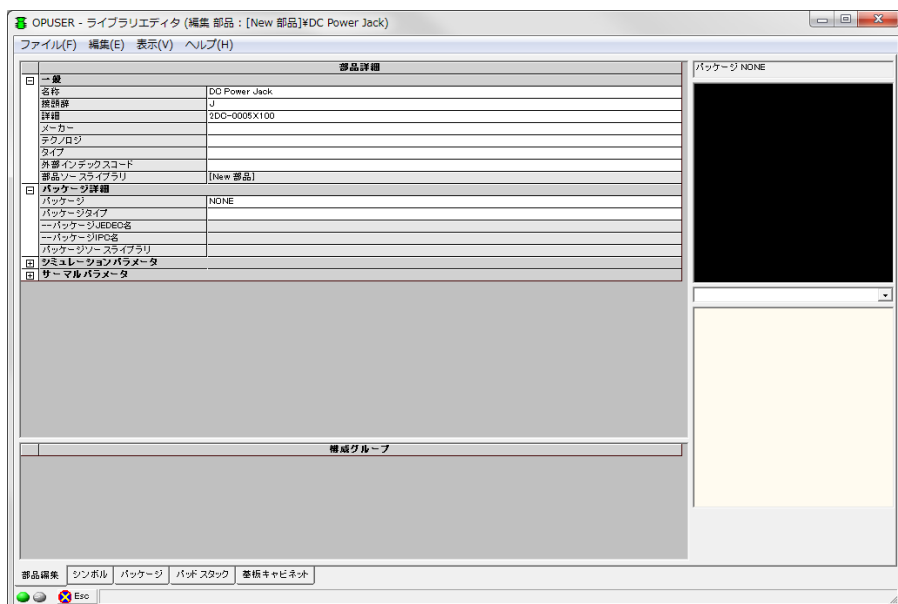 OPUSER - ライブラリエディタ (編集 部品 : [New 部品]¥DC Power Jack)
ファイル(F) 編集(E) 表示(V) ヘルプ(H)
部品詳細
一般
名称 DC Power Jack
接頭辞 J
詳細 2DC-0005X100
メーカー
テクノロジ
タイプ
外部インデックスコード
部品ソースライブラリ [New 部品]
パッケージ詳細
パッケージ NONE
パッケージタイプ
--パッケージJEDEC名
--パッケージIPC名
パッケージソースライブラリ
シミュレーションパラメータ
サーマルパラメータ
パッケージ NONE
構成グループ
部品編集 シンボル パッケージ パッド スタック 基板キャビネット
Esc